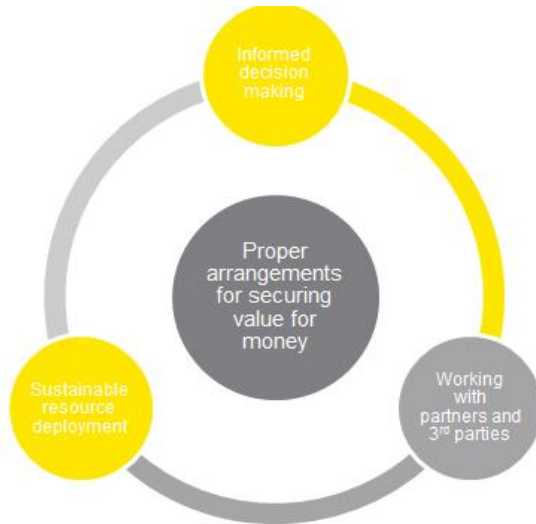 Informed
decision
making
Proper
arrangements
for securing
value for
money
Sustainable
resource
deployment
Working
with
partners and
3rd parties